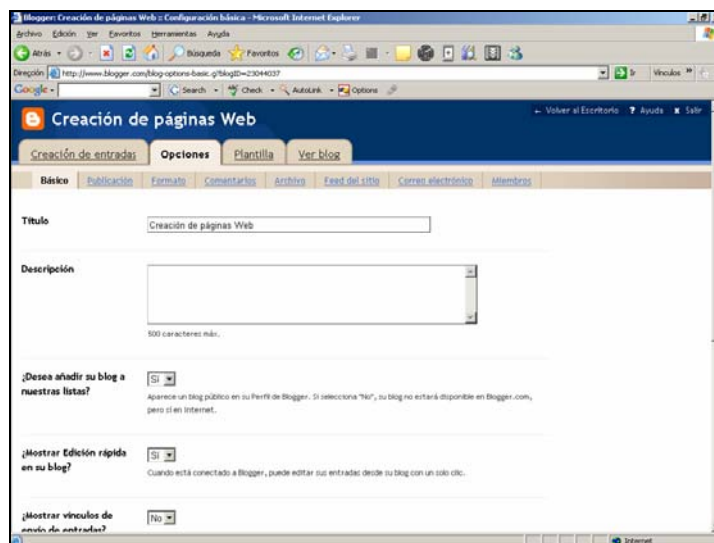 Blogger: Creación de páginas Web :: Configuración básica - Microsoft Internet Explorer
Archivo Edición Ver Favoritos Herramientas Ayuda
Atrás Búsqueda Favoritos
Dirección http://www.blogger.com/blog-options-basic.g?blogID=23044037 Ir Vínculos »
Google Search Check AutoLink Options
← Volver al Escritorio ? Ayuda x Salir
Creación de páginas Web
Creación de entradas Opciones Plantilla Ver blog
Básico Publicación Formato Comentarios Archivo Feed del sitio Correo electrónico Miembros
Título
Creación de páginas Web
Descripción
500 caracteres máx.
¿Desea añadir su blog a
nuestras listas?
Sí
Aparece un blog público en su Perfil de Blogger. Si selecciona "No", su blog no estará disponible en Blogger.com,
pero sí en Internet.
¿Mostrar Edición rápida
en su blog?
Sí
Cuando está conectado a Blogger, puede editar sus entradas desde su blog con un solo clic.
¿Mostrar vínculos de
envío de entradas?
No
Internet